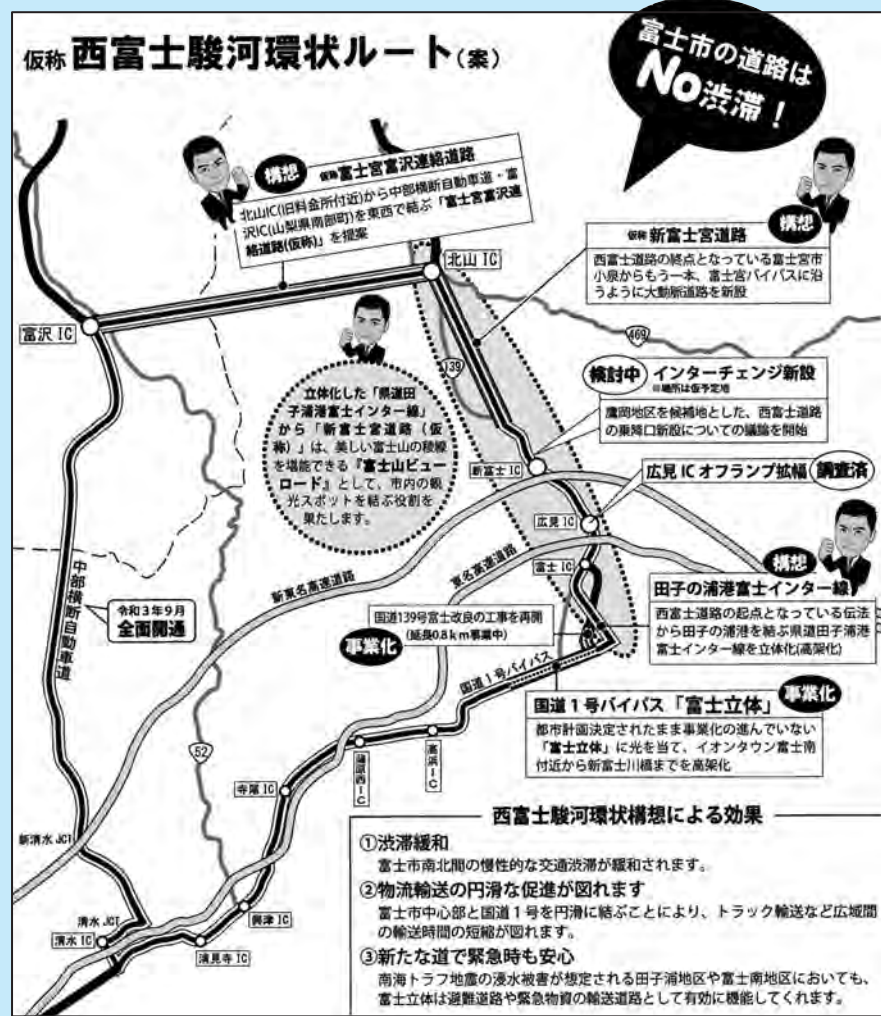 仮称 西富士駿河環状ルート(案)
富士市の道路は
No渋滞！
構想
仮称 富士宮富沢連絡道路
北山IC(旧料金所付近)から中部横断自動車道・富
沢IC(山梨県南部町)を東西で結ぶ「富士宮富沢連
絡道路(仮称)」を提案
構想
仮称 新富士宮道路
西富士道路の終点となっている富士宮市
小泉からもう一本、富士宮バイパスに沿
うように大動脈道路を新設
北山 IC
富沢 IC
469
139
検討中
インターチェンジ新設
※場所は仮予定地
鷹岡地区を候補地とした、西富士道路
の乗降口新設についての議論を開始
立体化した「県道田
子浦港富士インター線」
から「新富士宮道路（仮
称）」は、美しい富士山の稜線
を堪能できる『富士山ビュー
ロード』として、市内の観
光スポットを結ぶ役割を
果たします。
新富士 IC
広見 IC オフランプ拡幅
調査済
広見 IC
富士 IC
構想
田子の浦港富士インター線
西富士道路の起点となっている伝法
から田子の浦港を結ぶ県道田子浦港
富士インター線を立体化(高架化)
新東名高速道路
東名高速道路
中部横断自動車道
令和3年9月
全面開通
国道139号富士改良の工事を再開
(延長0.8km事業中)
事業化
国道1号バイパス
国道1号バイパス「富士立体」
事業化
都市計画決定されたまま事業化の進んでいない
「富士立体」に光を当て、イオンタウン富士南
付近から新富士川橋までを高架化
52
高浜IC
蒲原西IC
寺尾 IC
新清水 JCT
清水 JCT
清水 IC
興津 IC
清見寺 IC
西富士駿河環状構想による効果
①渋滞緩和
富士市南北間の慢性的な交通渋滞が緩和されます。
②物流輸送の円滑な促進が図れます
富士市中心部と国道1号を円滑に結ぶことにより、トラック輸送など広域間
の輸送時間の短縮が図れます。
③新たな道で緊急時も安心
南海トラフ地震の浸水被害が想定される田子浦地区や富士南地区においても、
富士立体は避難道路や緊急物資の輸送道路として有効に機能してくれます。